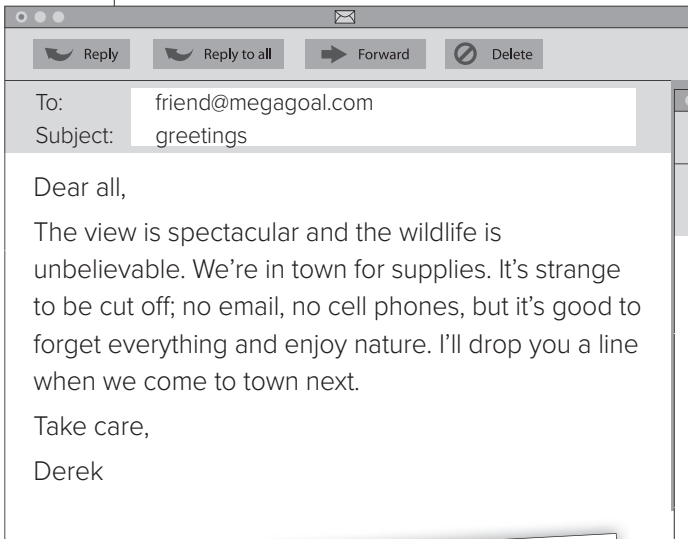 Reply
Reply to all
Forward
Delete
To: friend@megagoal.com
Subject: greetings
Dear all,
The view is spectacular and the wildlife is
unbelievable. We're in town for supplies. It's strange
to be cut off; no email, no cell phones, but it's good to
forget everything and enjoy nature. I'll drop you a line
when we come to town next.
Take care,
Derek